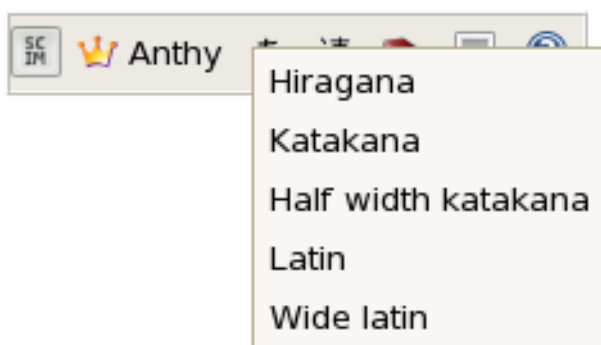 SC
IM
Anthy
Hiragana
Katakana
Half width katakana
Latin
Wide latin